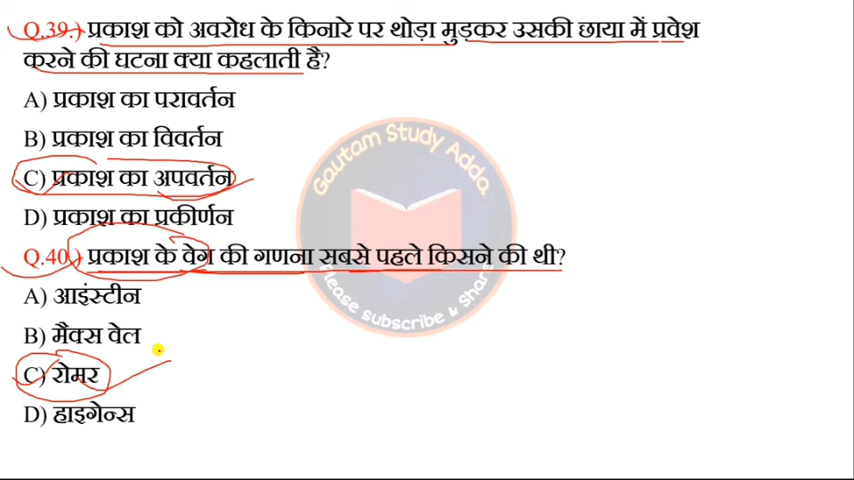 Q.39.) प्रकाश को अवरोध के किनारे पर थोड़ा मुड़कर उसकी छाया में प्रवेश
करने की घटना क्या कहलाती है?
A) प्रकाश का परावर्तन
B) प्रकाश का विवर्तन
C) प्रकाश का अपवर्तन
D) प्रकाश का प्रकीर्णन
Q.40.) प्रकाश के वेग की गणना सबसे पहले किसने की थी?
A) आइंस्टीन
B) मैक्स वेल
C) रोमर
D) हाइगेन्स
Gautam Study Adda
Please subscribe & share